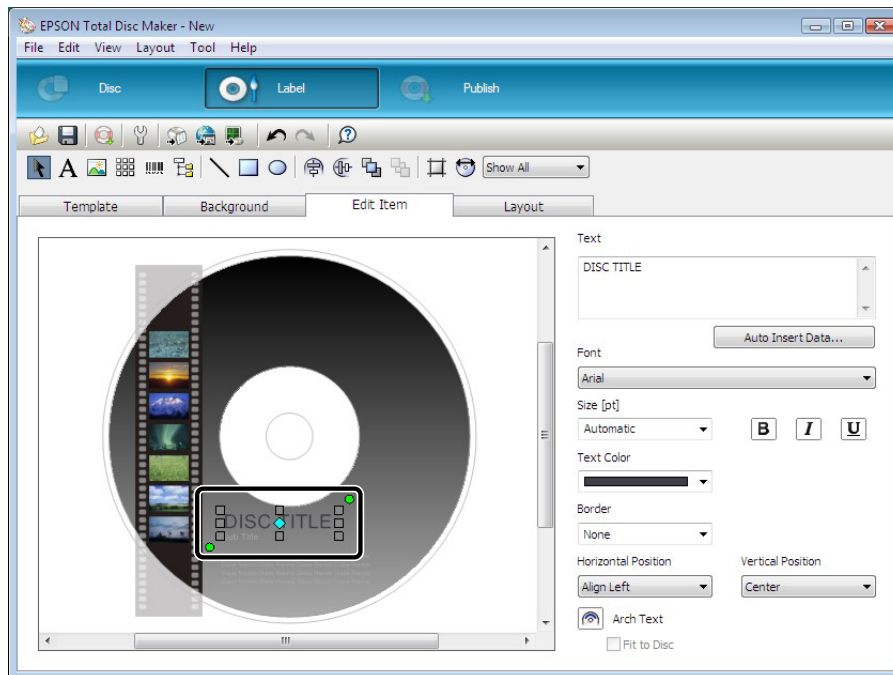 EPSON Total Disc Maker - New
File Edit View Layout Tool Help
Disc Label Publish
A Show All
Template Background Edit Item Layout
Text
DISC TITLE
Auto Insert Data...
Font
Arial
Size [pt]
Automatic B I U
Text Color
Border
None
Horizontal Position Vertical Position
Align Left Center
Arch Text
Fit to Disc
DISC TITLE
Sub Title